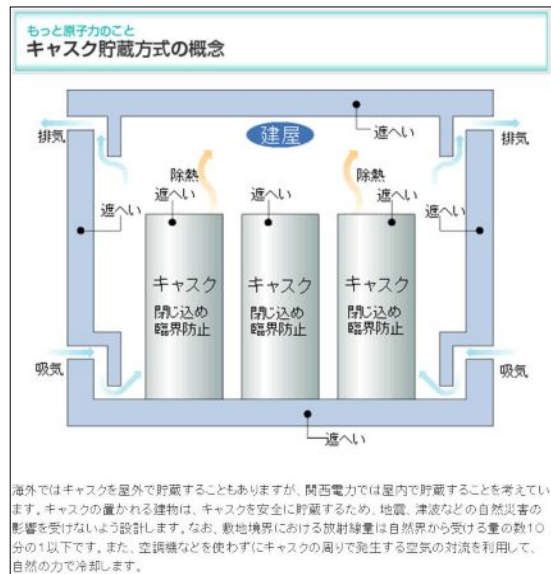 もっと原子力のこと
キャスク貯蔵方式の概念
建屋
遮へい
排気
排気
除熱
除熱
遮へい
遮へい
遮へい
遮へい
遮へい
キャスク
キャスク
キャスク
閉じ込め
閉じ込め
閉じ込め
臨界防止
臨界防止
臨界防止
吸気
吸気
遮へい
海外ではキャスクを屋外で貯蔵することもありますが、関西電力では屋内で貯蔵することを考えてい
ます。キャスクの置かれる建物は、キャスクを安全に貯蔵するため、地震、津波などの自然災害の
影響を受けないよう設計します。なお、敷地境界における放射線量は自然界から受ける量の数10
分の1以下です。また、空調機などを使わずにキャスクの周りで発生する空気の対流を利用して、
自然の力で冷却します。